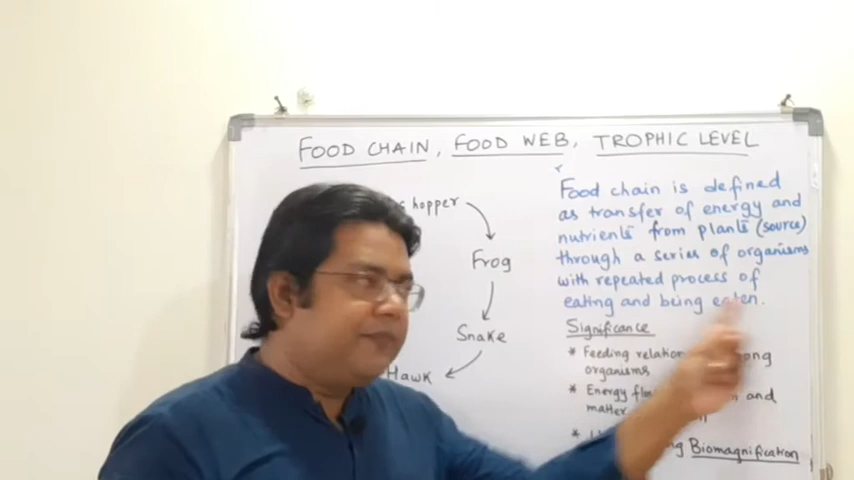 FOOD CHAIN, FOOD WEB, TROPHIC LEVEL
hopper
Frog
Snake
Hawk
Food chain is defined
as transfer of energy and
nutrients from plants (source)
through a series of organisms
with repeated process of
eating and being eaten.
Significance
* Feeding
organisms
* Energy and
matter
* Biomagnification